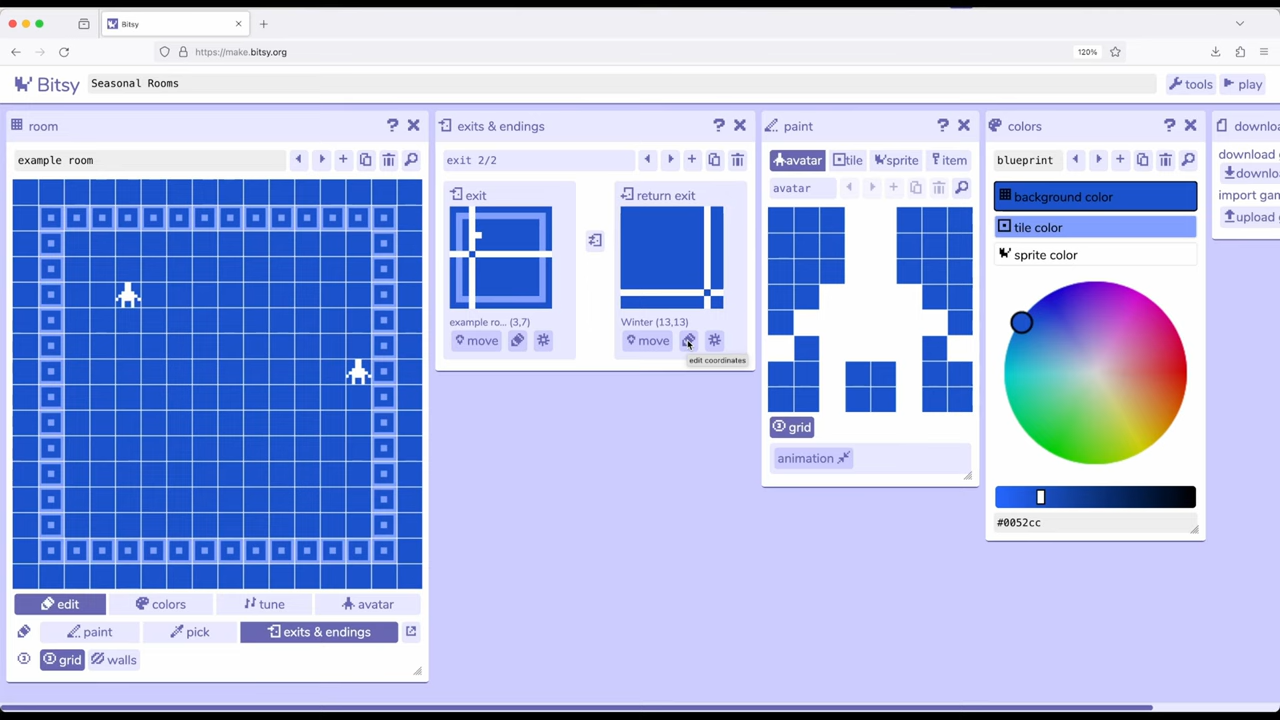 Bitsy
https://make.bitsy.org
120%
Bitsy
Seasonal Rooms
tools
play
room
?
example room
edit
colors
tune
avatar
paint
pick
exits & endings
grid
walls
exits & endings
?
exit 2/2
exit
return exit
example ro... (3,7)
Winter (13,13)
move
move
edit coordinates
paint
?
avatar
tile
sprite
item
avatar
grid
animation
colors
?
blueprint
background color
tile color
sprite color
#0052cc
downloa
download g
downlo
import gam
upload g